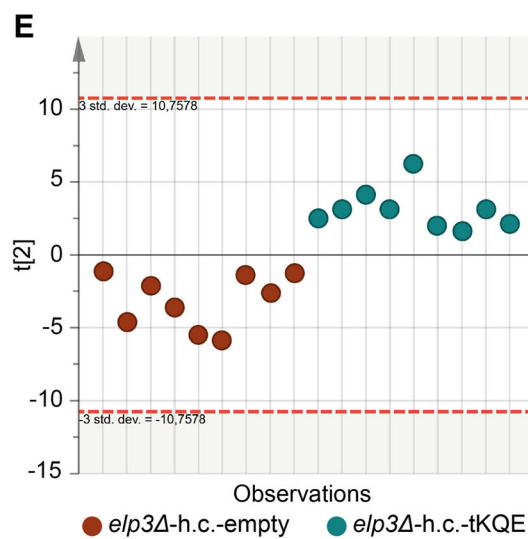 E
3 std. dev. = 10,7578
10
5
t[2]
0
-5
-10
-3 std. dev. = -10,7578
-15
Observations
elp3Δ-h.c.-empty
elp3Δ-h.c.-tKQE